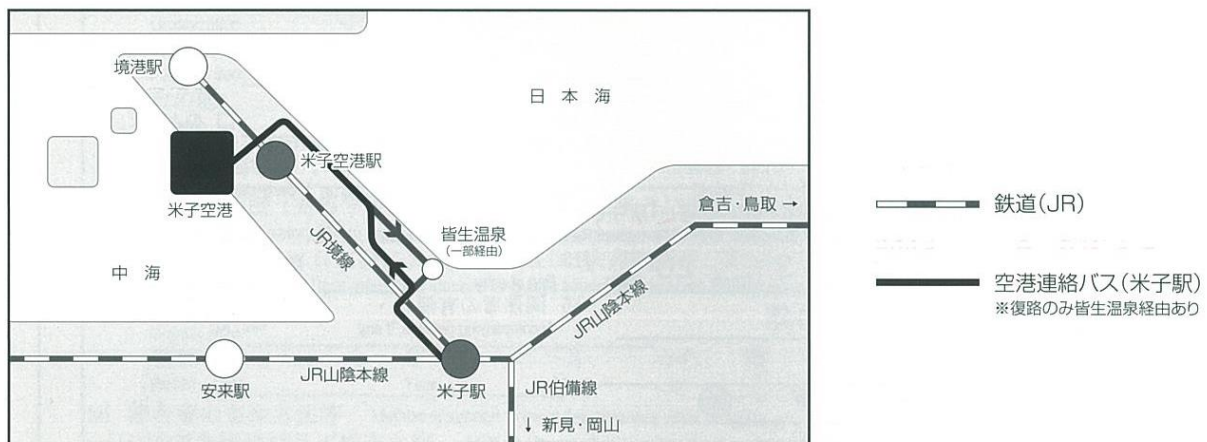 境港駅
日本海
米子空港駅
米子空港
倉吉・鳥取 →
皆生温泉
(一部経由)
JR境線
中海
JR山陰本線
安来駅
JR山陰本線
米子駅
JR伯備線
↓ 新見・岡山
鉄道(JR)
空港連絡バス(米子駅)
※復路のみ皆生温泉経由あり